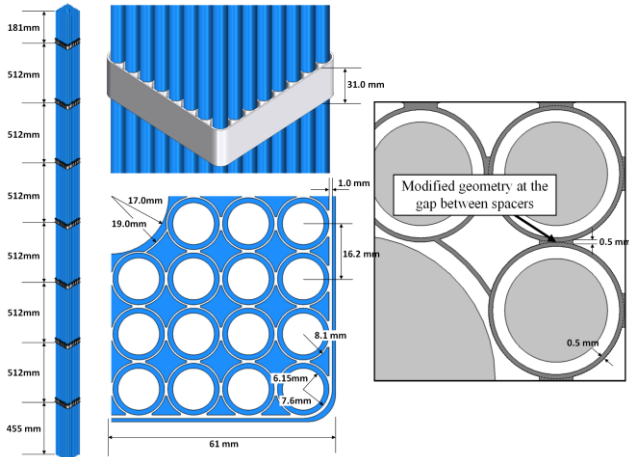 181mm
512mm
512mm
512mm
512mm
512mm
512mm
455 mm
31.0 mm
1.0 mm
17.0mm
19.0mm
16.2 mm
8.1 mm
6.15mm
7.6mm
61 mm
Modified geometry at the
gap between spacers
0.5 mm
0.5 mm